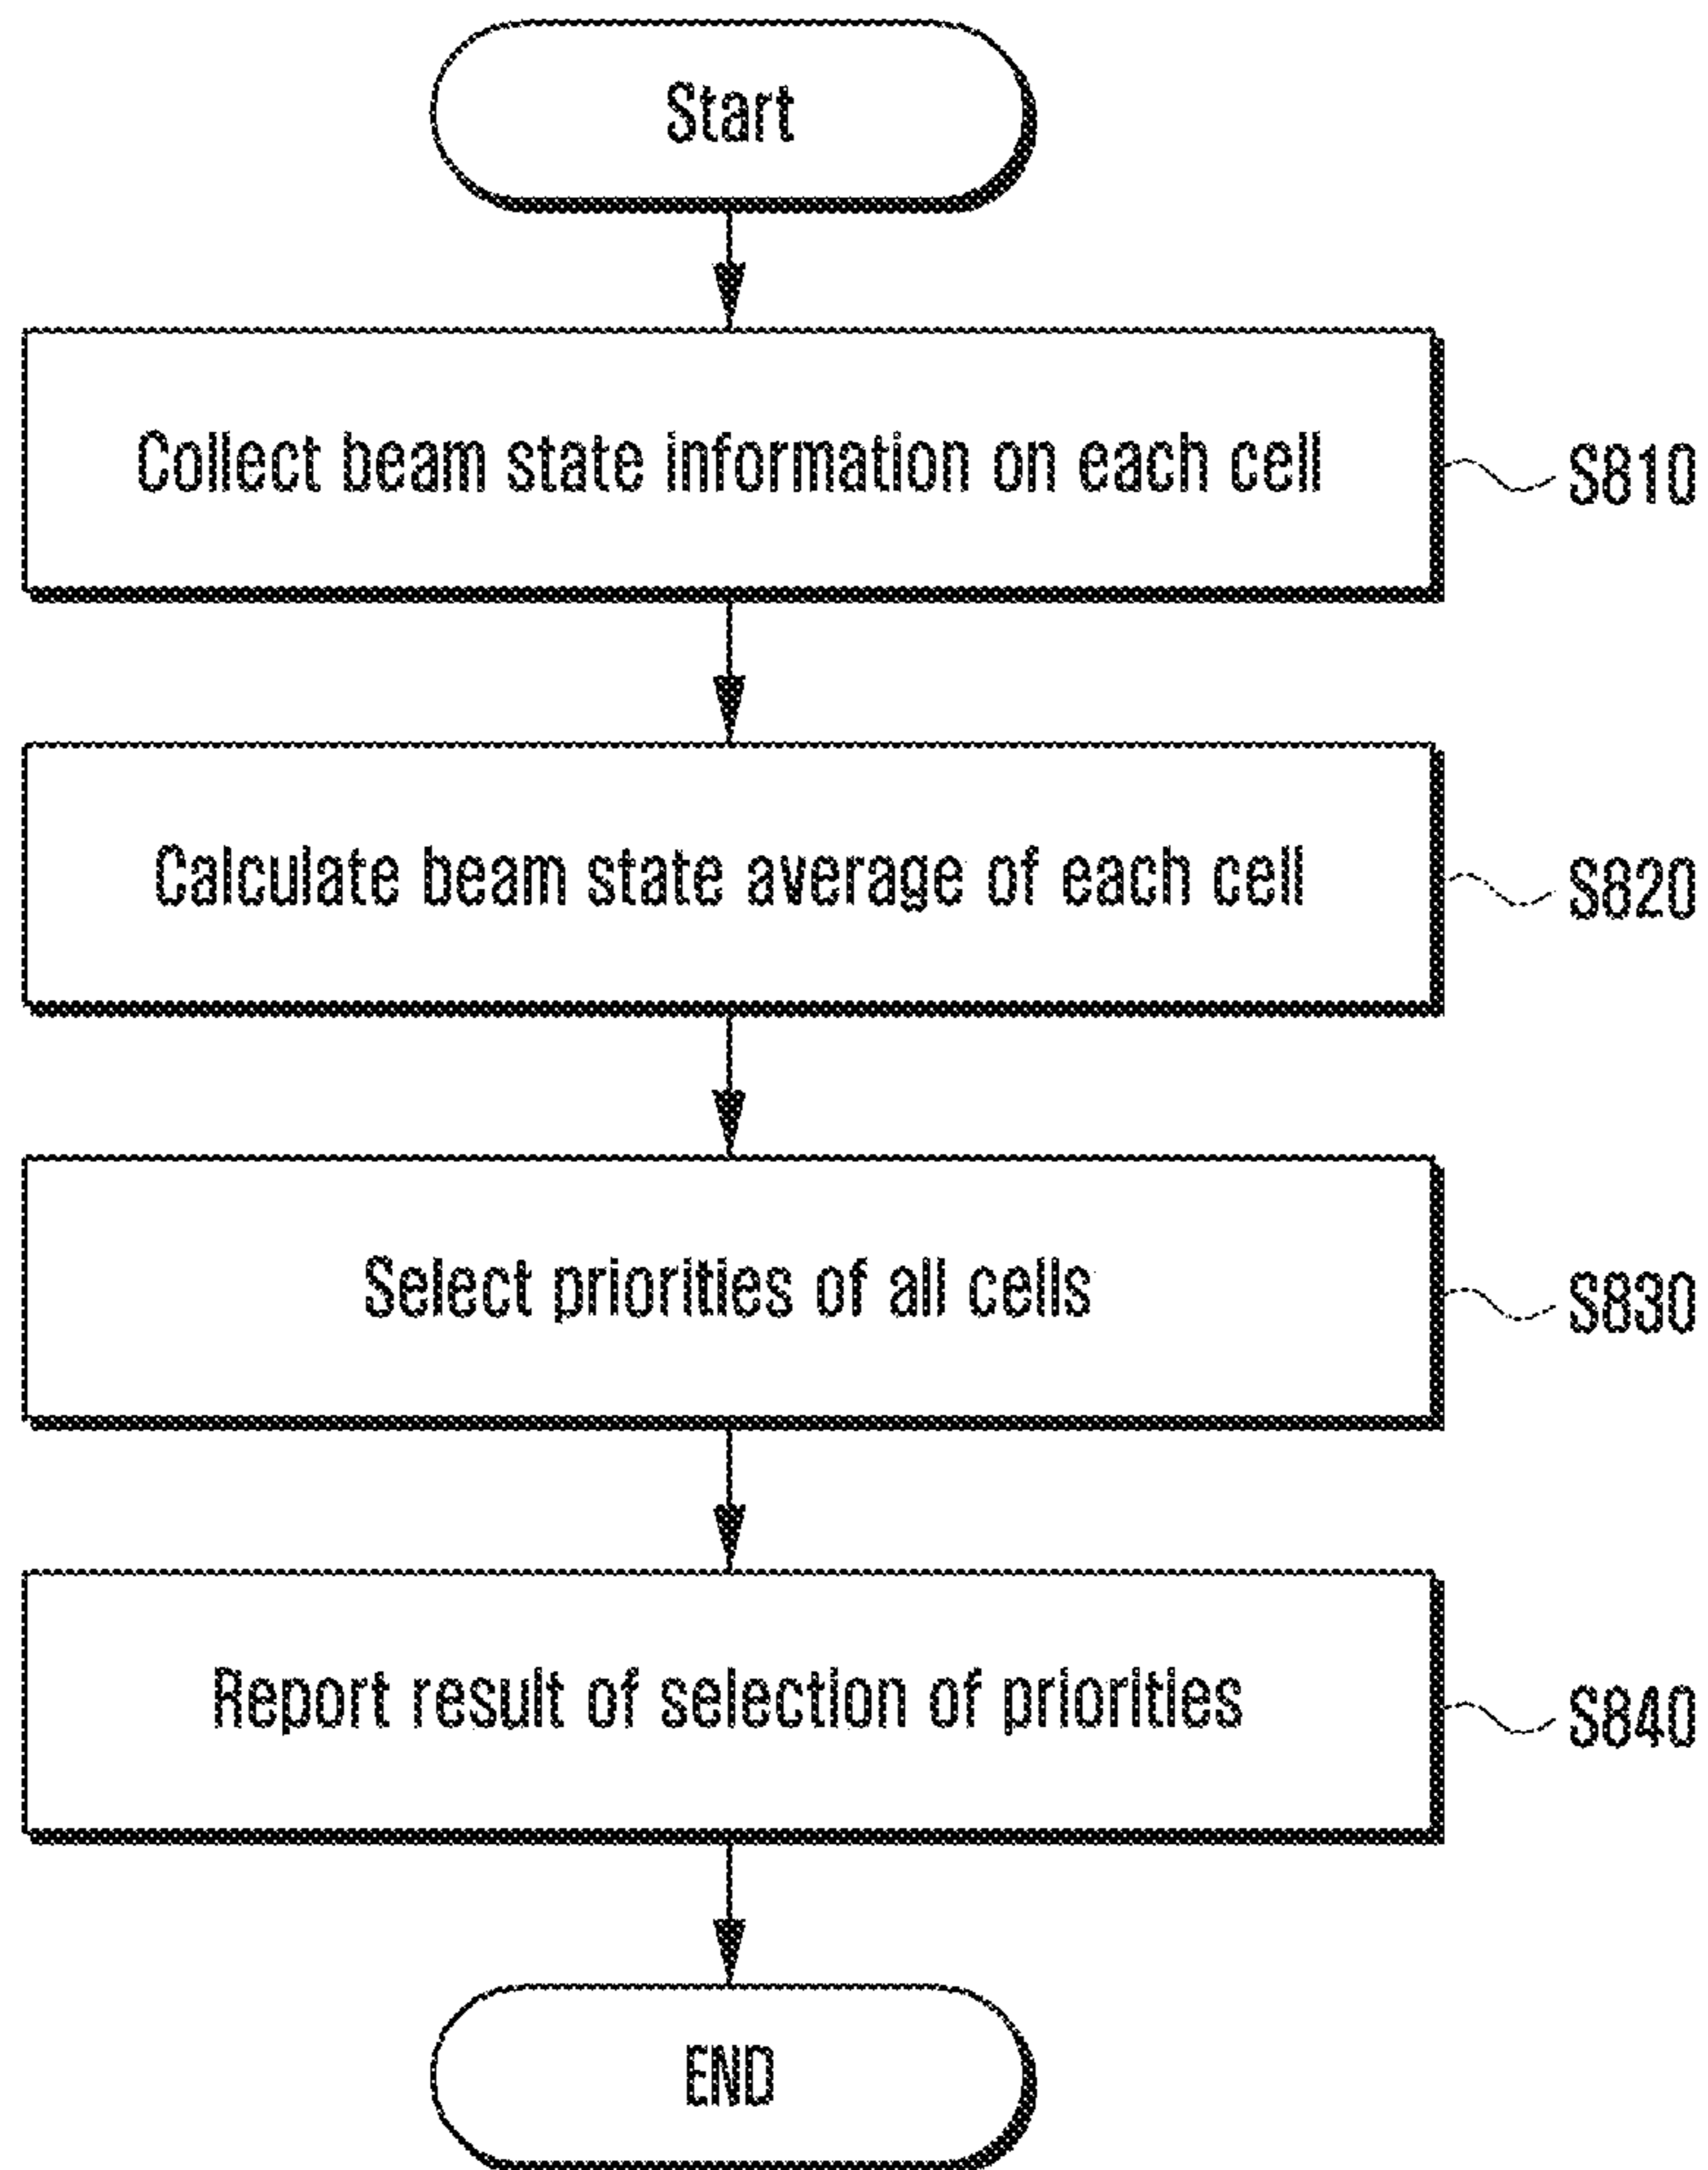 Start
Collect beam state information on each cell
S810
Calculate beam state average of each cell
S820
Select priorities of all cells
S830
Report result of selection of priorities
S840
END